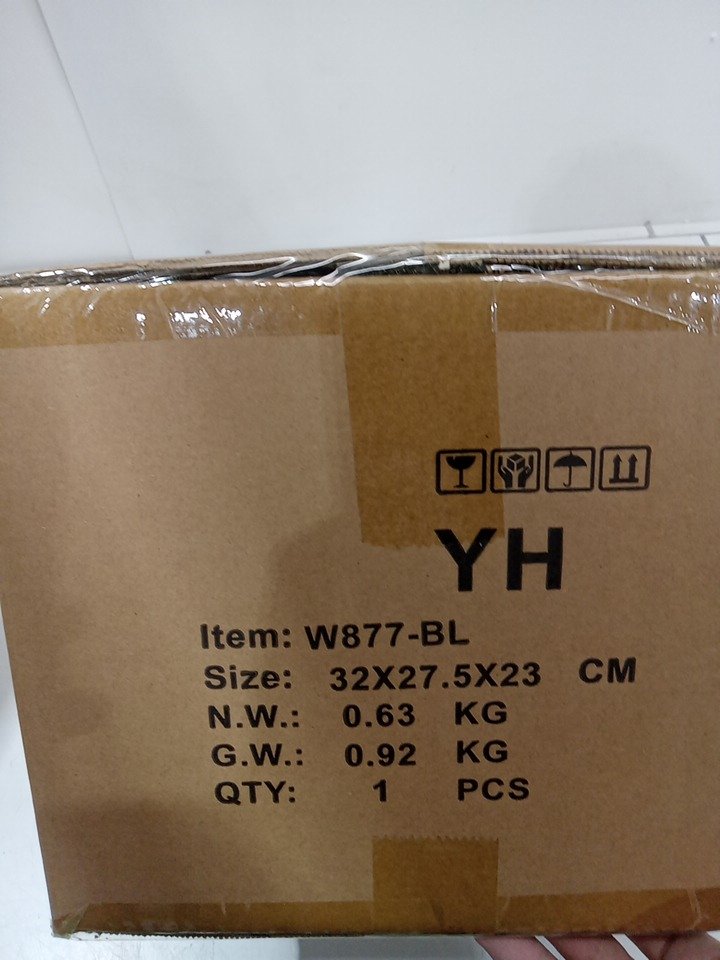 YH
Item: W877-BL
Size: 32X27.5X23 CM
N.W.: 0.63 KG
G.W.: 0.92 KG
QTY: 1 PCS